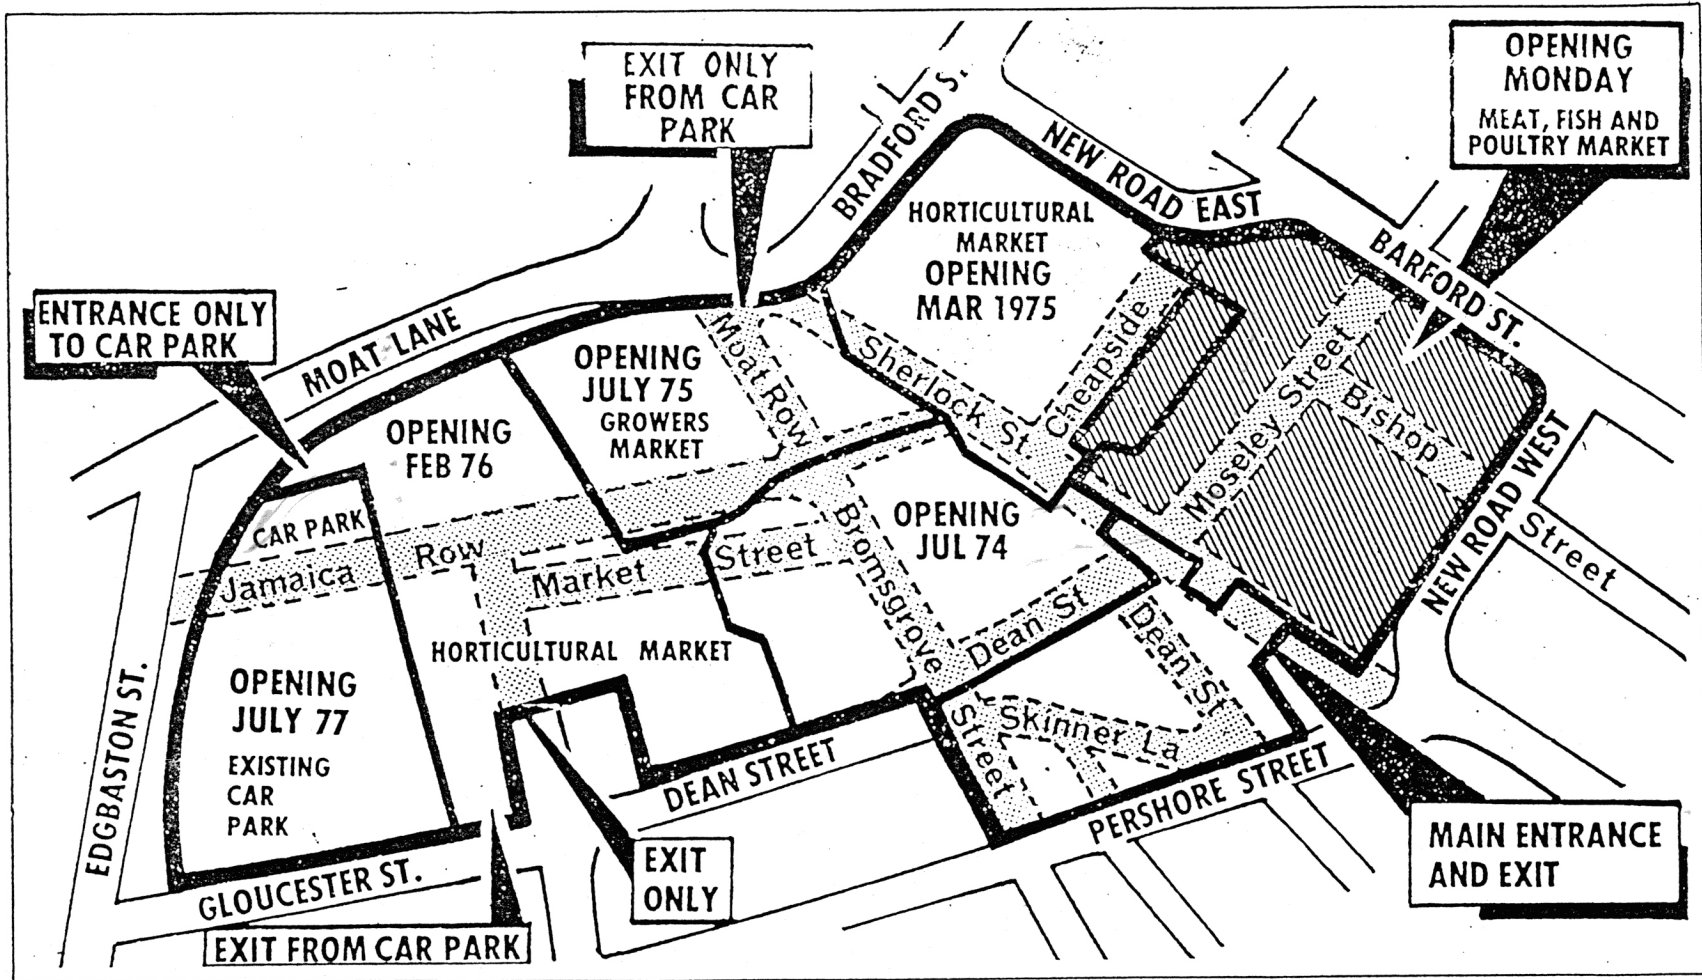 EXIT ONLY
FROM CAR
PARK
BRADFORD S.
OPENING
MONDAY
MEAT, FISH AND
POULTRY MARKET
NEW ROAD EAST
HORTICULTURAL
MARKET
OPENING
MAR 1975
BARFORD ST.
ENTRANCE ONLY
TO CAR PARK
MOAT LANE
OPENING
JULY 75
GROWERS
MARKET
Moat Row
Sherlock St.
Cheapside
Moseley Street
Bishop
Street
NEW ROAD WEST
OPENING
FEB 76
CAR PARK
Jamaica Row
Market Street
Bromsgrove
Street
OPENING
JUL 74
Dean St
Dean St
HORTICULTURAL MARKET
OPENING
JULY 77
EXISTING
CAR
PARK
EDGBASTON ST.
Skinner La
DEAN STREET
PERSHORE STREET
GLOUCESTER ST.
EXIT
ONLY
MAIN ENTRANCE
AND EXIT
EXIT FROM CAR PARK